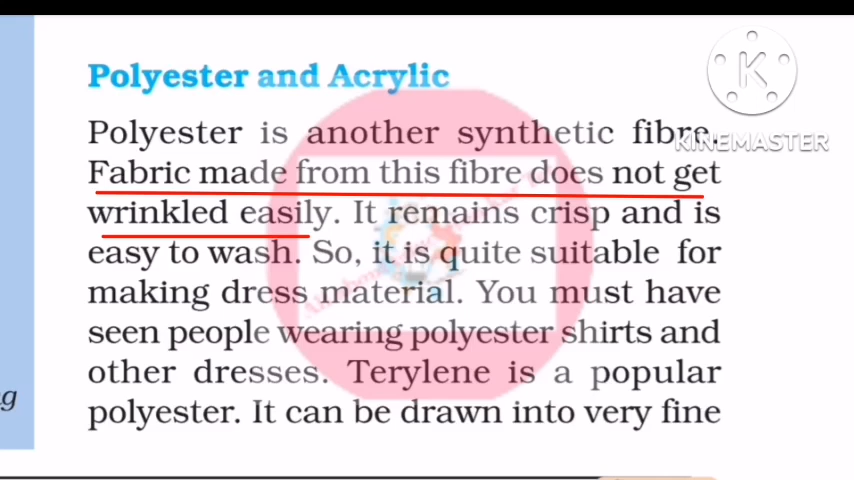 Polyester and Acrylic
KINEMASTER
Polyester is another synthetic fibre.
Fabric made from this fibre does not get
wrinkled easily. It remains crisp and is
easy to wash. So, it is quite suitable for
making dress material. You must have
seen people wearing polyester shirts and
other dresses. Terylene is a popular
polyester. It can be drawn into very fine
g